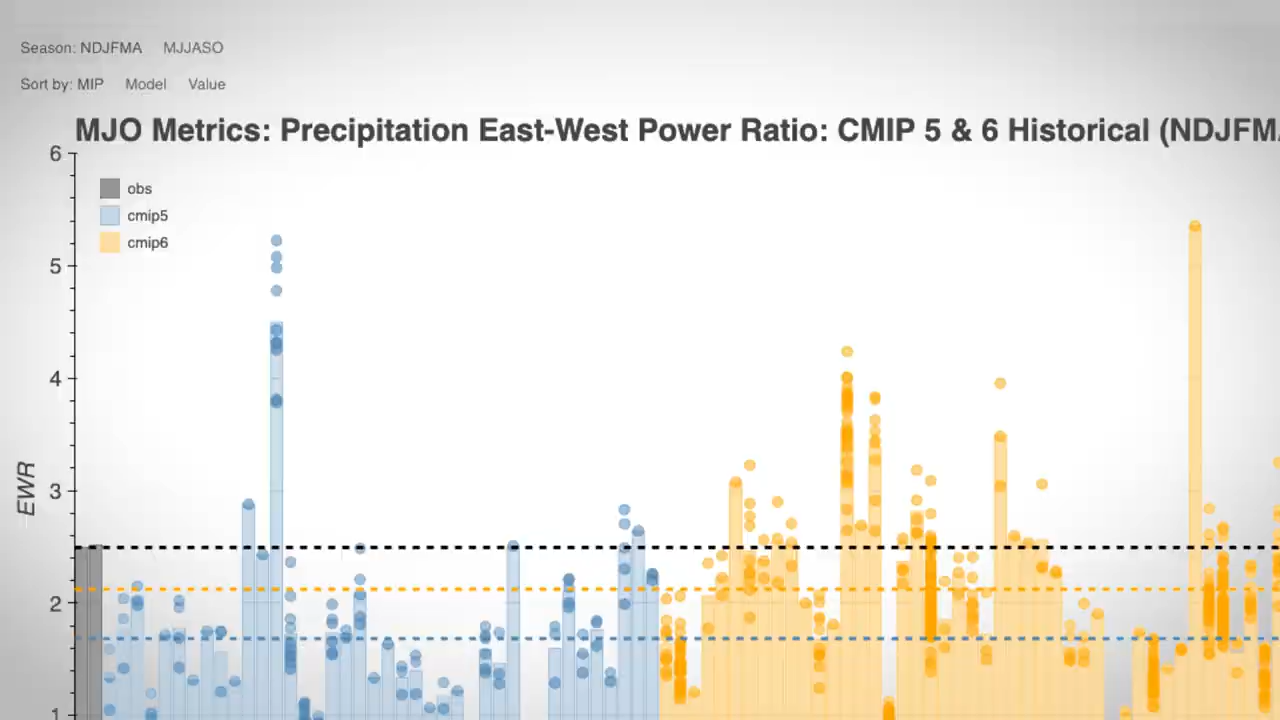 Season: NDJFMA MJJASO
Sort by: MIP Model Value
MJO Metrics: Precipitation East-West Power Ratio: CMIP 5 & 6 Historical (NDJFM
6
obs
cmip5
cmip6
5
4
EWR
3
2
1